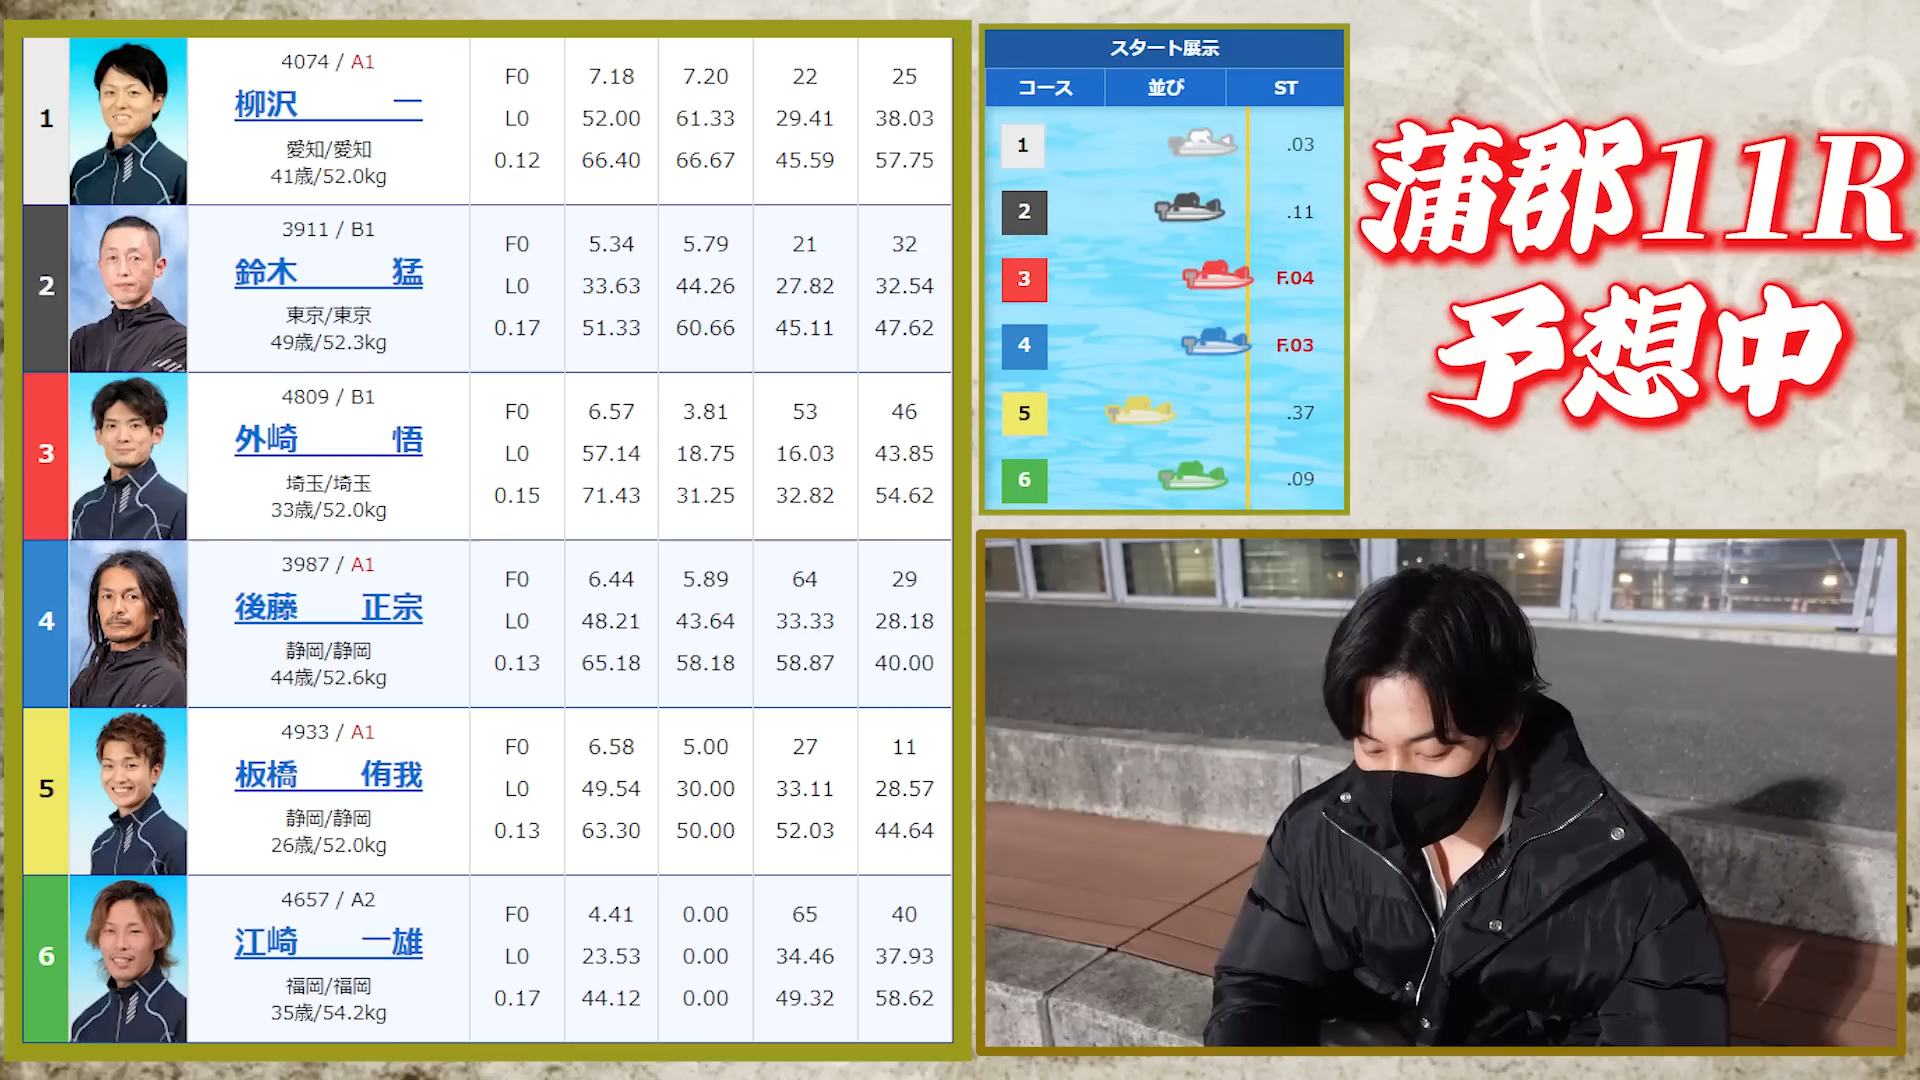 1
4074 / A1
柳沢 一
愛知/愛知
41歳/52.0kg
F0 7.18 7.20 22 25
L0 52.00 61.33 29.41 38.03
0.12 66.40 66.67 45.59 57.75
2
3911 / B1
鈴木 猛
東京/東京
49歳/52.3kg
F0 5.34 5.79 21 32
L0 33.63 44.26 27.82 32.54
0.17 51.33 60.66 45.11 47.62
3
4809 / B1
外崎 悟
埼玉/埼玉
33歳/52.0kg
F0 6.57 3.81 53 46
L0 57.14 18.75 16.03 43.85
0.15 71.43 31.25 32.82 54.62
4
3987 / A1
後藤 正宗
静岡/静岡
44歳/52.6kg
F0 6.44 5.89 64 29
L0 48.21 43.64 33.33 28.18
0.13 65.18 58.18 58.87 40.00
5
4933 / A1
板橋 侑我
静岡/静岡
26歳/52.0kg
F0 6.58 5.00 27 11
L0 49.54 30.00 33.11 28.57
0.13 63.30 50.00 52.03 44.64
6
4657 / A2
江崎 一雄
福岡/福岡
35歳/54.2kg
F0 4.41 0.00 65 40
L0 23.53 0.00 34.46 37.93
0.17 44.12 0.00 49.32 58.62
スタート展示
コース 並び ST
1 .03
2 .11
3 F.04
4 F.03
5 .37
6 .09
蒲郡11R
予想中